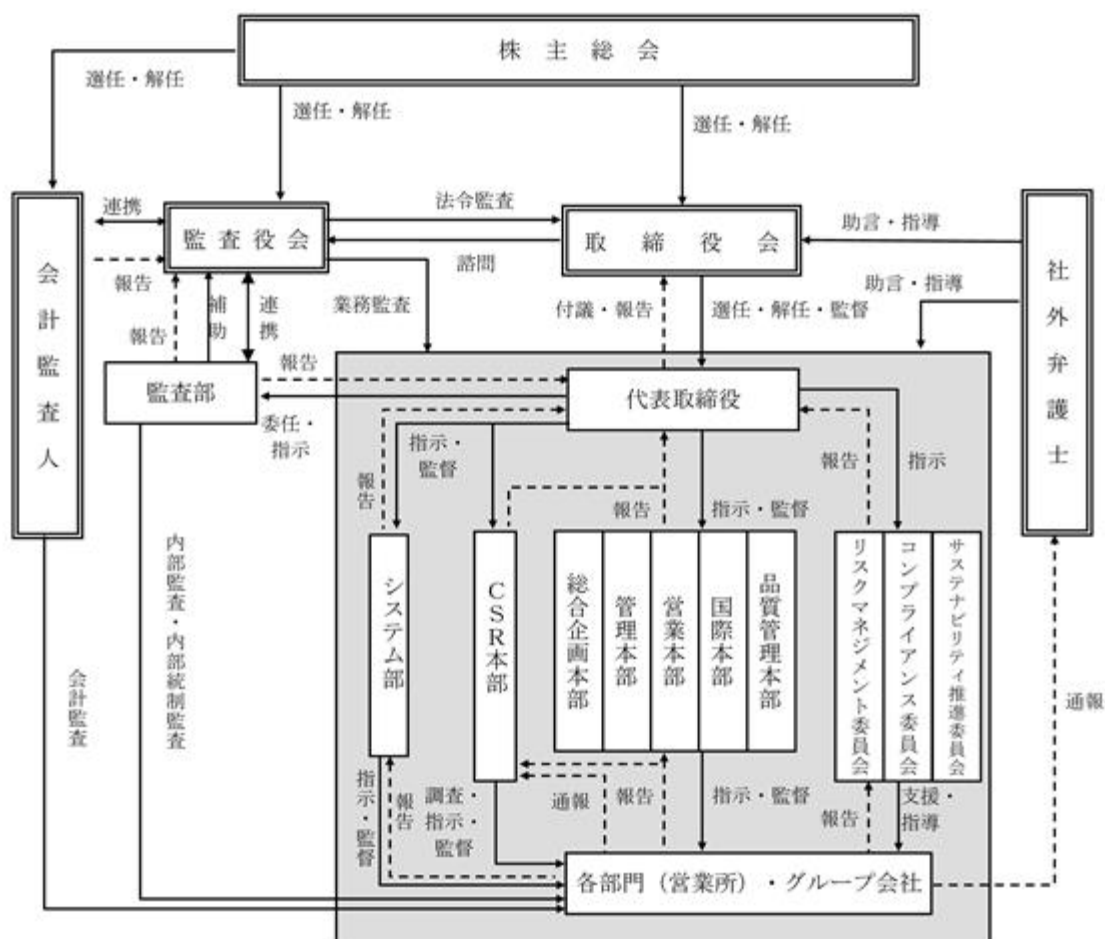 株主総会
選任・解任
選任・解任
選任・解任
会計監査人
連携
報告
監査役会
法令監査
諮問
取締役会
助言・指導
助言・指導
社外弁護士
報告
補助
連携
業務監査
付議・報告
選任・解任・監督
監査部
報告
委任・
指示
代表取締役
報告
指示・
監督
報告
指示・監督
報告
指示
内部監査・内部統制監査
会計監査
システム部
CSR本部
総合企画本部
管理本部
営業本部
国際本部
品質管理本部
リスクマネジメント委員会
コンプライアンス委員会
サステナビリティ推進委員会
通報
指示・監督
報告
調査・
指示・
監督
通報
報告
指示・監督
報告
支援・
指導
各部門（営業所）・グループ会社